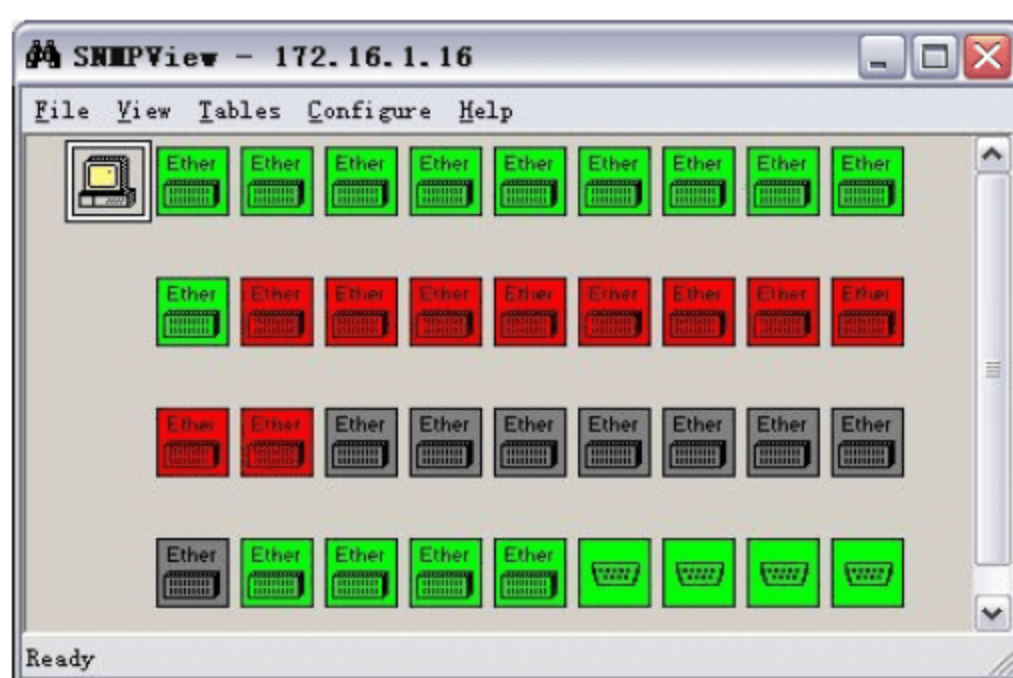 SNMPView - 172.16.1.16
File View Tables Configure Help
Ether Ether Ether Ether Ether Ether Ether Ether Ether
Ether Ether Ether Ether Ether Ether Ether Ether Ether
Ether Ether Ether Ether Ether Ether Ether Ether Ether
Ether Ether Ether Ether Ether
Ready